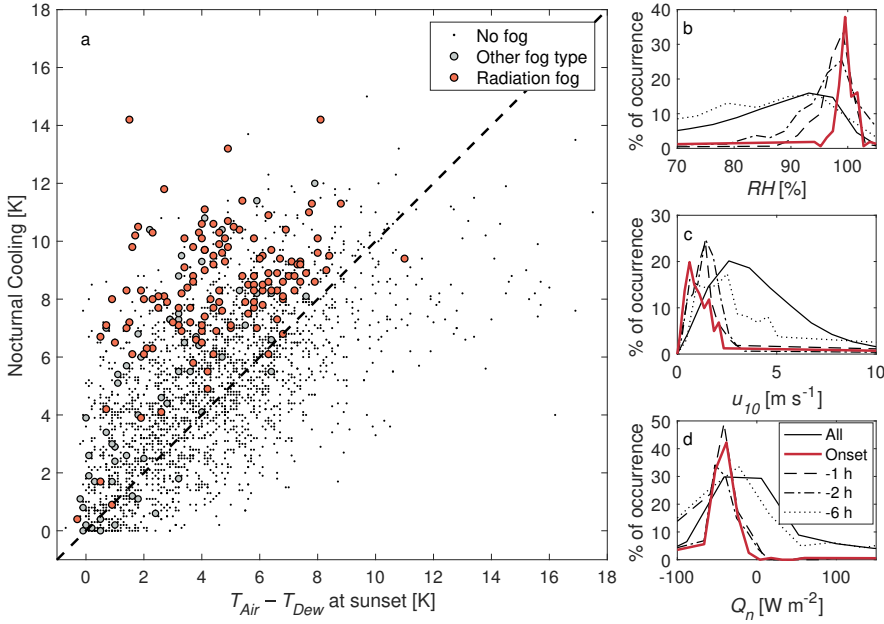 a
No fog
Other fog type
Radiation fog
Nocturnal Cooling [K]
18
16
14
12
10
8
6
4
2
0
0 2 4 6 8 10 12 14 16 18
T_Air − T_Dew at sunset [K]
b
% of occurrence
40
30
20
10
0
70 80 90 100
RH [%]
c
% of occurrence
30
20
10
0
0 5 10
u_10 [m s⁻¹]
d
% of occurrence
50
40
30
20
10
0
All
Onset
-1 h
-2 h
-6 h
-100 0 100
Q_n [W m⁻²]